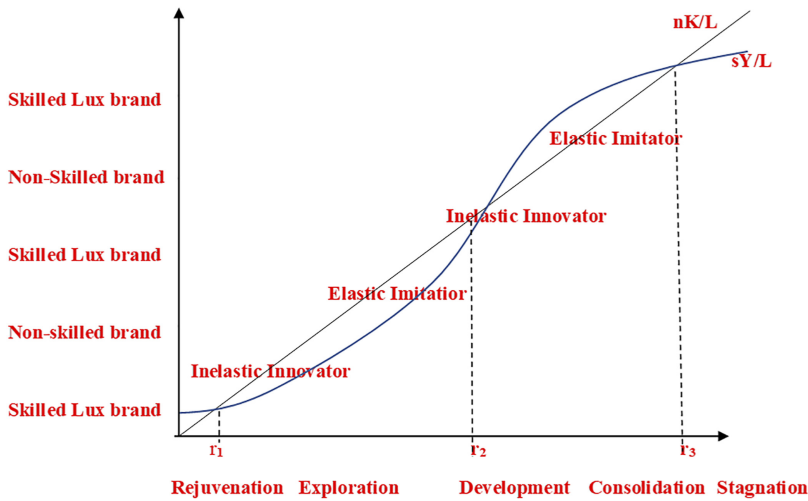 nK/L
sY/L
Skilled Lux brand
Elastic Imitator
Non-Skilled brand
Inelastic Innovator
Skilled Lux brand
Elastic Imitatior
Non-skilled brand
Inelastic Innovator
Skilled Lux brand
r₁ r₂ r₃
Rejuvenation Exploration Development Consolidation Stagnation